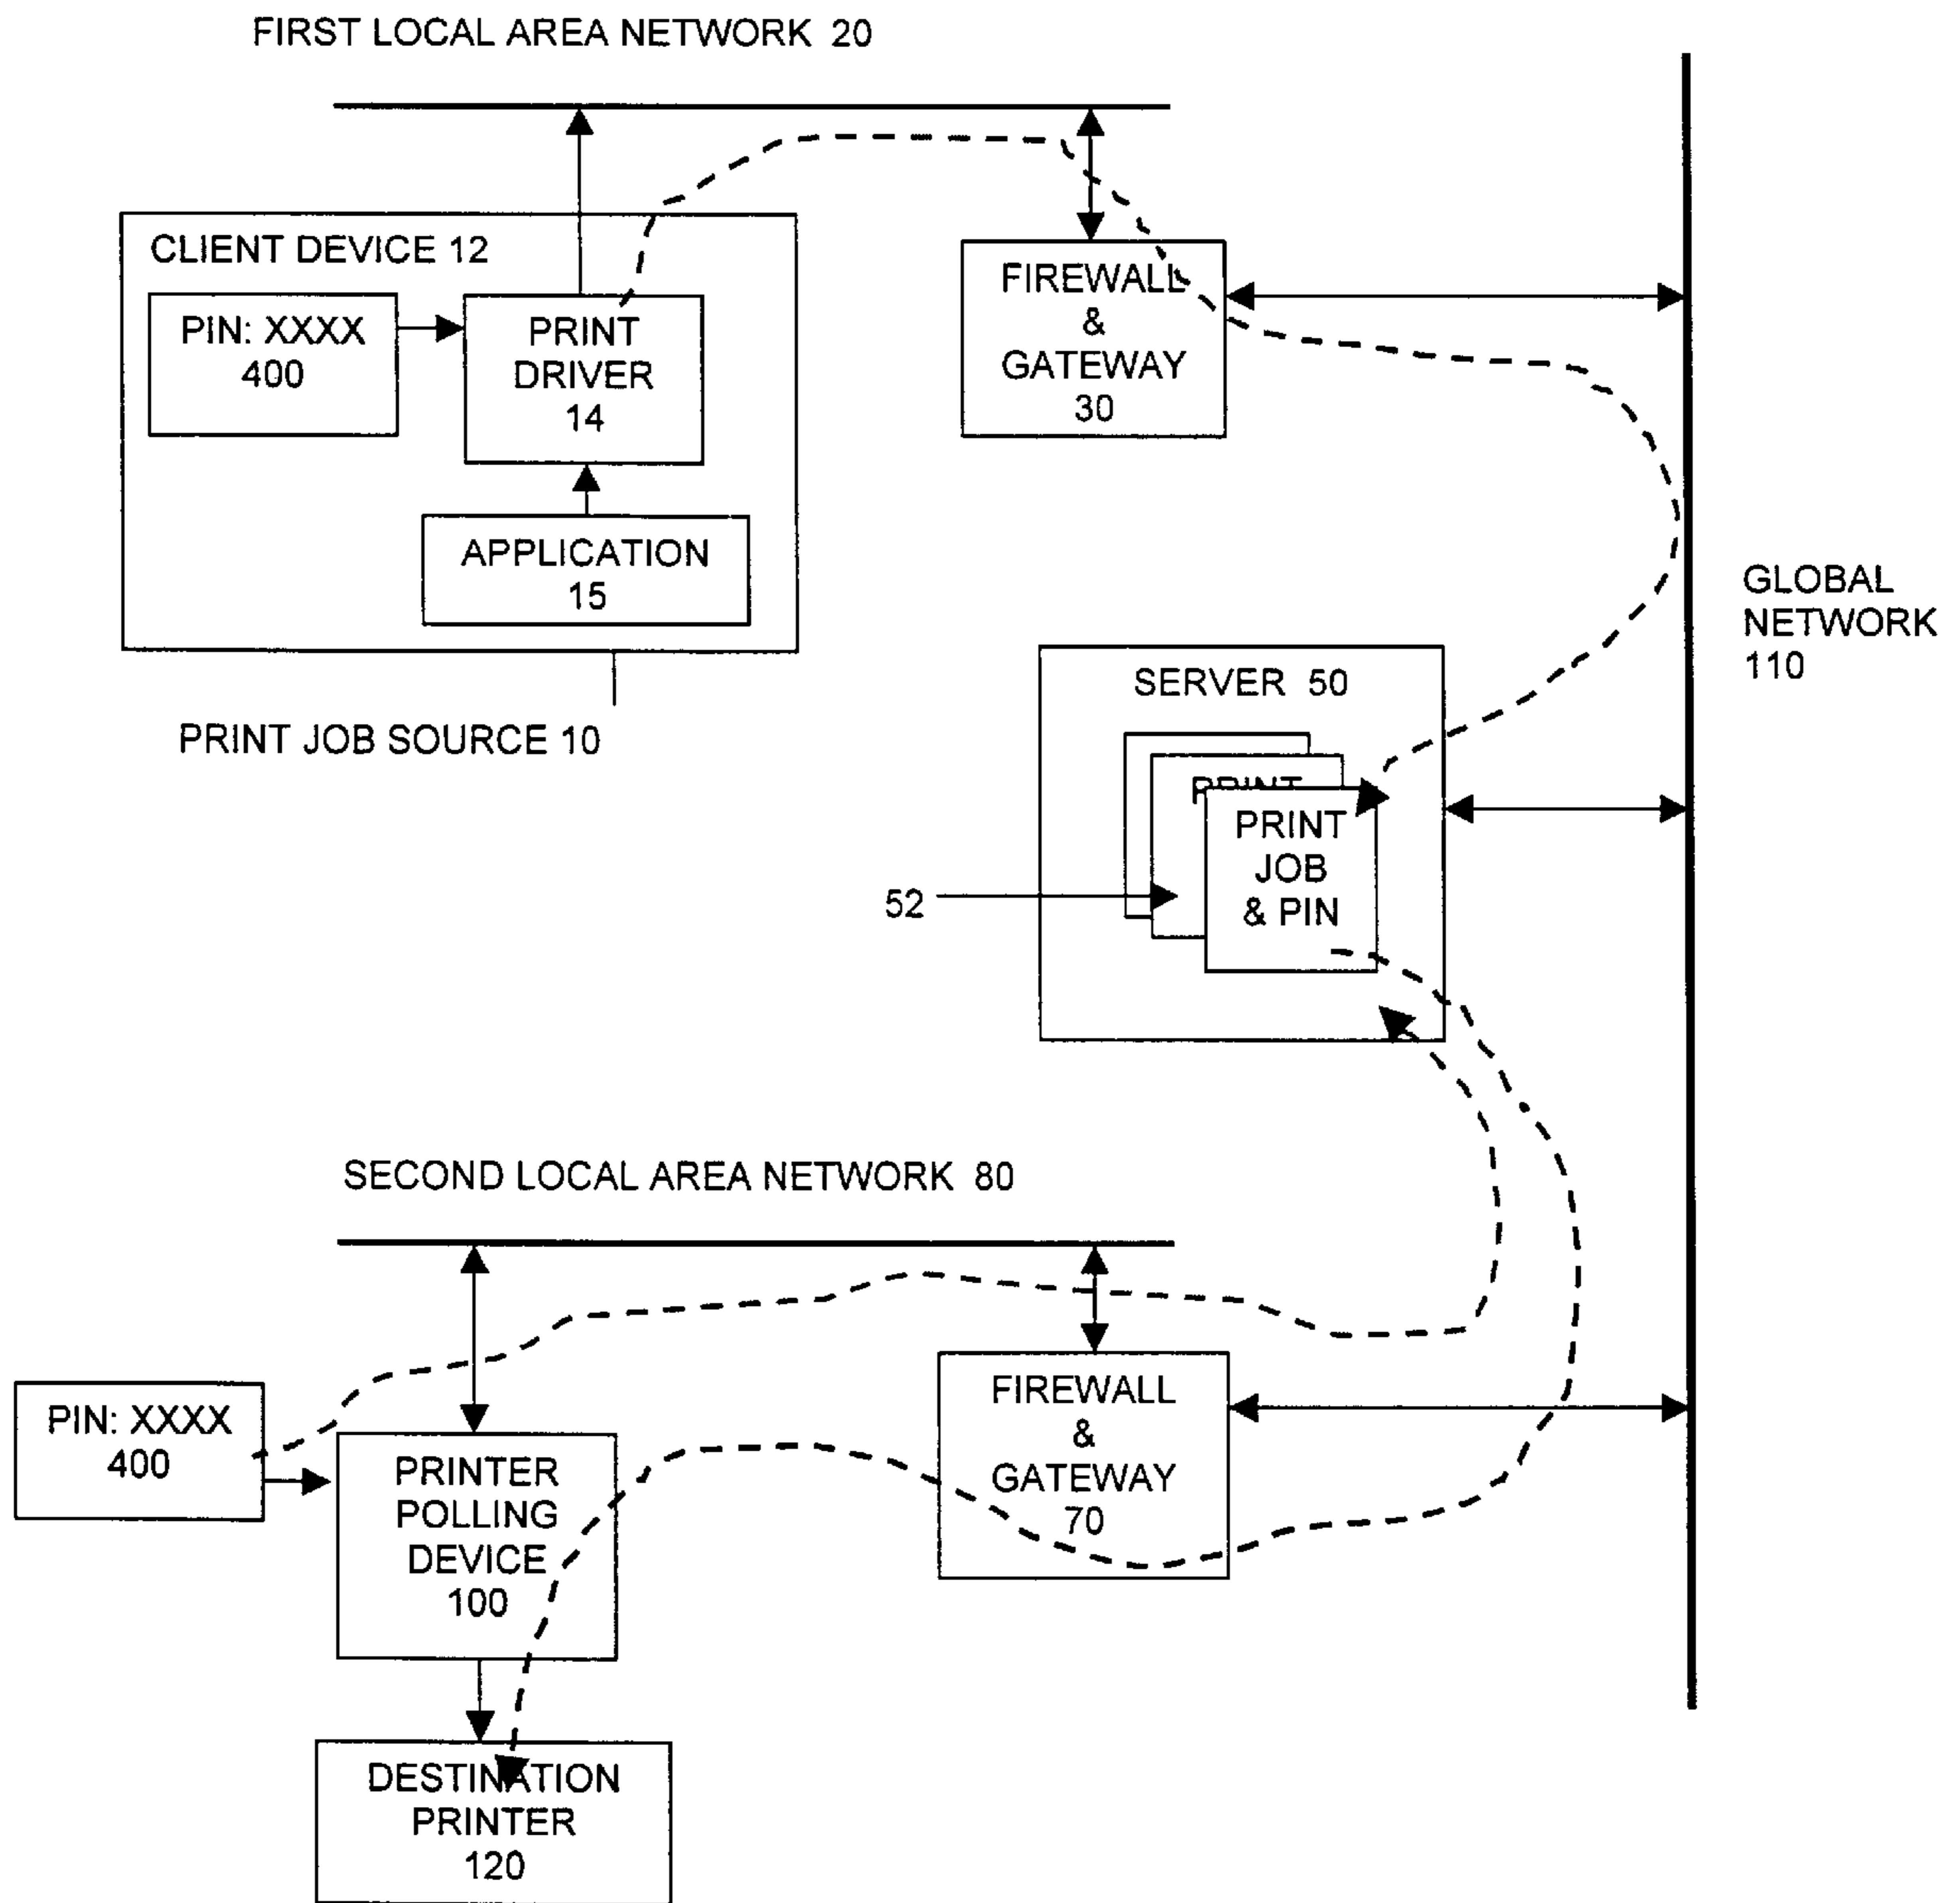 FIRST LOCAL AREA NETWORK 20
CLIENT DEVICE 12
PIN: XXXX
400
PRINT
DRIVER
14
APPLICATION
15
PRINT JOB SOURCE 10
FIREWALL
&
GATEWAY
30
GLOBAL
NETWORK
110
SERVER 50
PRINT
PRINT
JOB
& PIN
52
SECOND LOCAL AREA NETWORK 80
PIN: XXXX
400
PRINTER
POLLING
DEVICE
100
FIREWALL
&
GATEWAY
70
DESTINATION
PRINTER
120